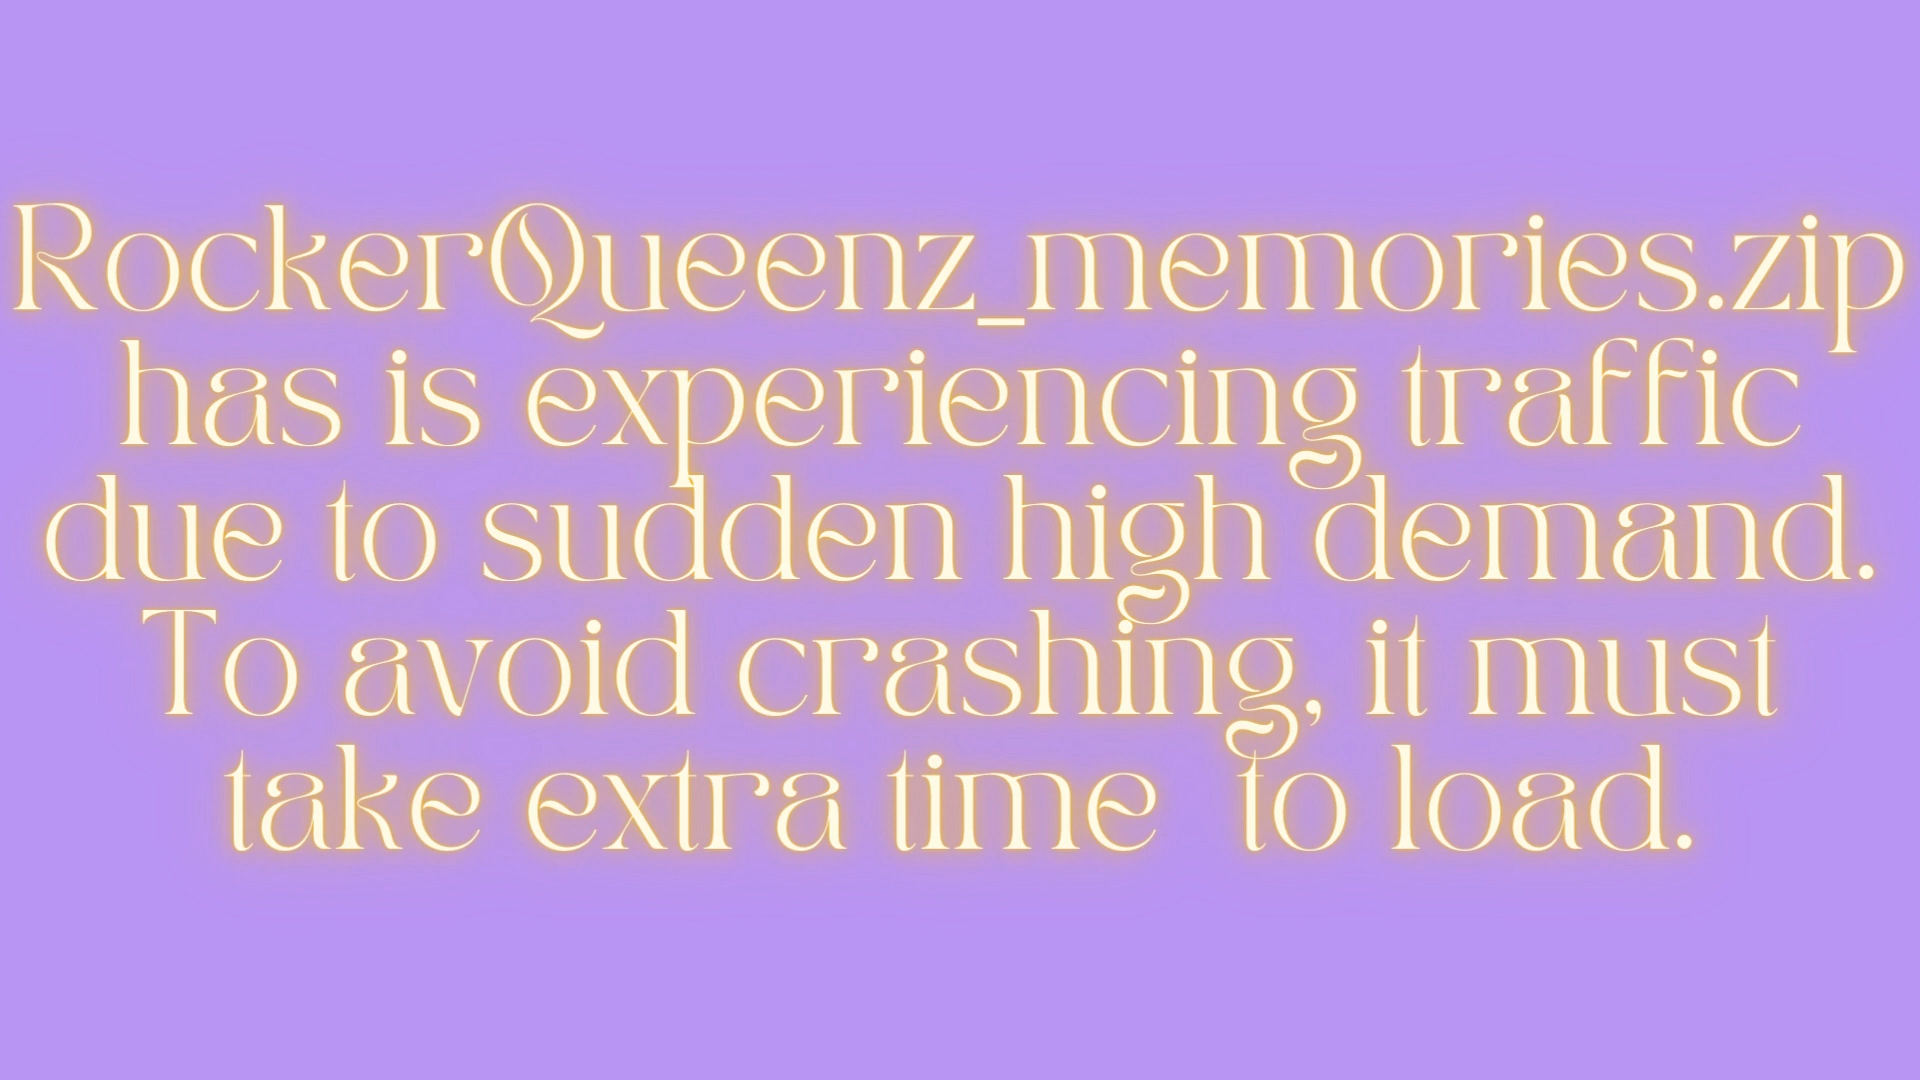 RockerQueenz_memories.zip
has is experiencing traffic
due to sudden high demand.
To avoid crashing, it must
take extra time  to load.